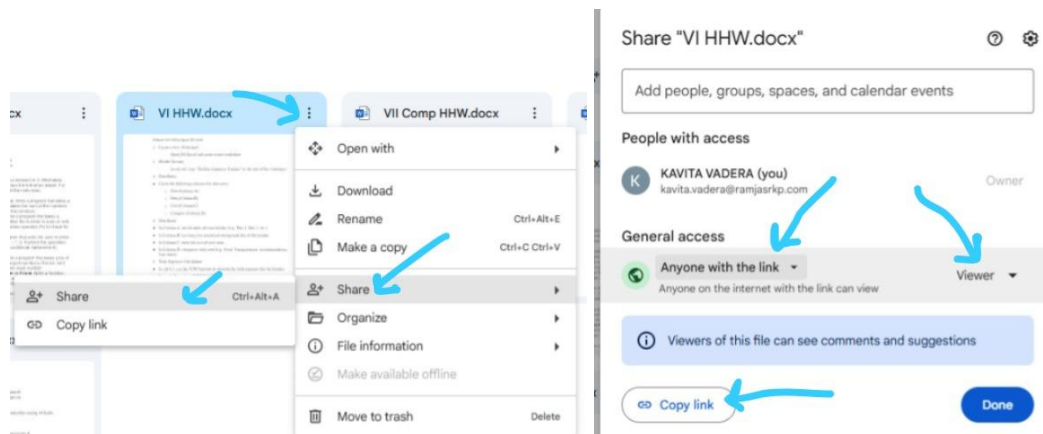 cx
VI HHW.docx
VII Comp HHW.docx
Open with
Download
Rename Ctrl+Alt+E
Make a copy Ctrl+C Ctrl+V
Share
Organize
File information
Make available offline
Move to trash Delete
Share Ctrl+Alt+A
Copy link
Share "VI HHW.docx"
Add people, groups, spaces, and calendar events
People with access
K
KAVITA VADERA (you)
kavita.vadera@ramjasrkp.com
Owner
General access
Anyone with the link
Viewer
Anyone on the internet with the link can view
Viewers of this file can see comments and suggestions
Copy link
Done